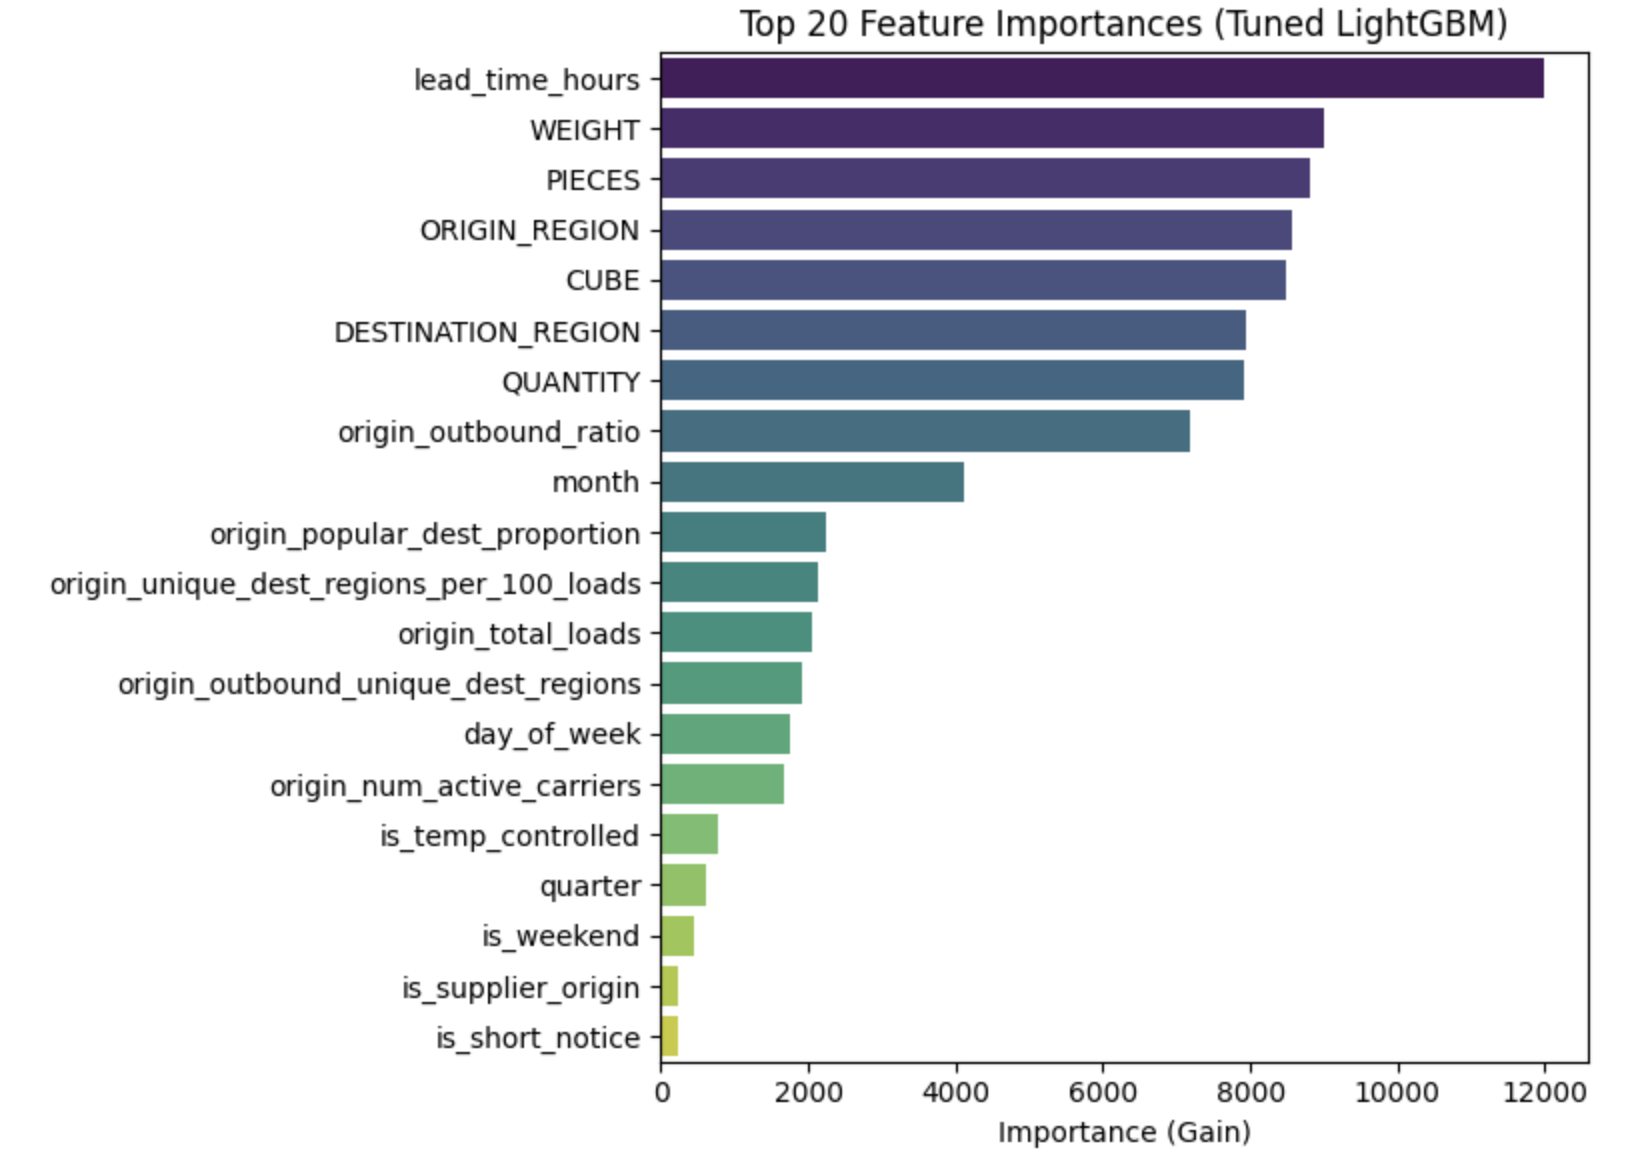 Top 20 Feature Importances (Tuned LightGBM)
lead_time_hours
WEIGHT
PIECES
ORIGIN_REGION
CUBE
DESTINATION_REGION
QUANTITY
origin_outbound_ratio
month
origin_popular_dest_proportion
origin_unique_dest_regions_per_100_loads
origin_total_loads
origin_outbound_unique_dest_regions
day_of_week
origin_num_active_carriers
is_temp_controlled
quarter
is_weekend
is_supplier_origin
is_short_notice
0 2000 4000 6000 8000 10000 12000
Importance (Gain)